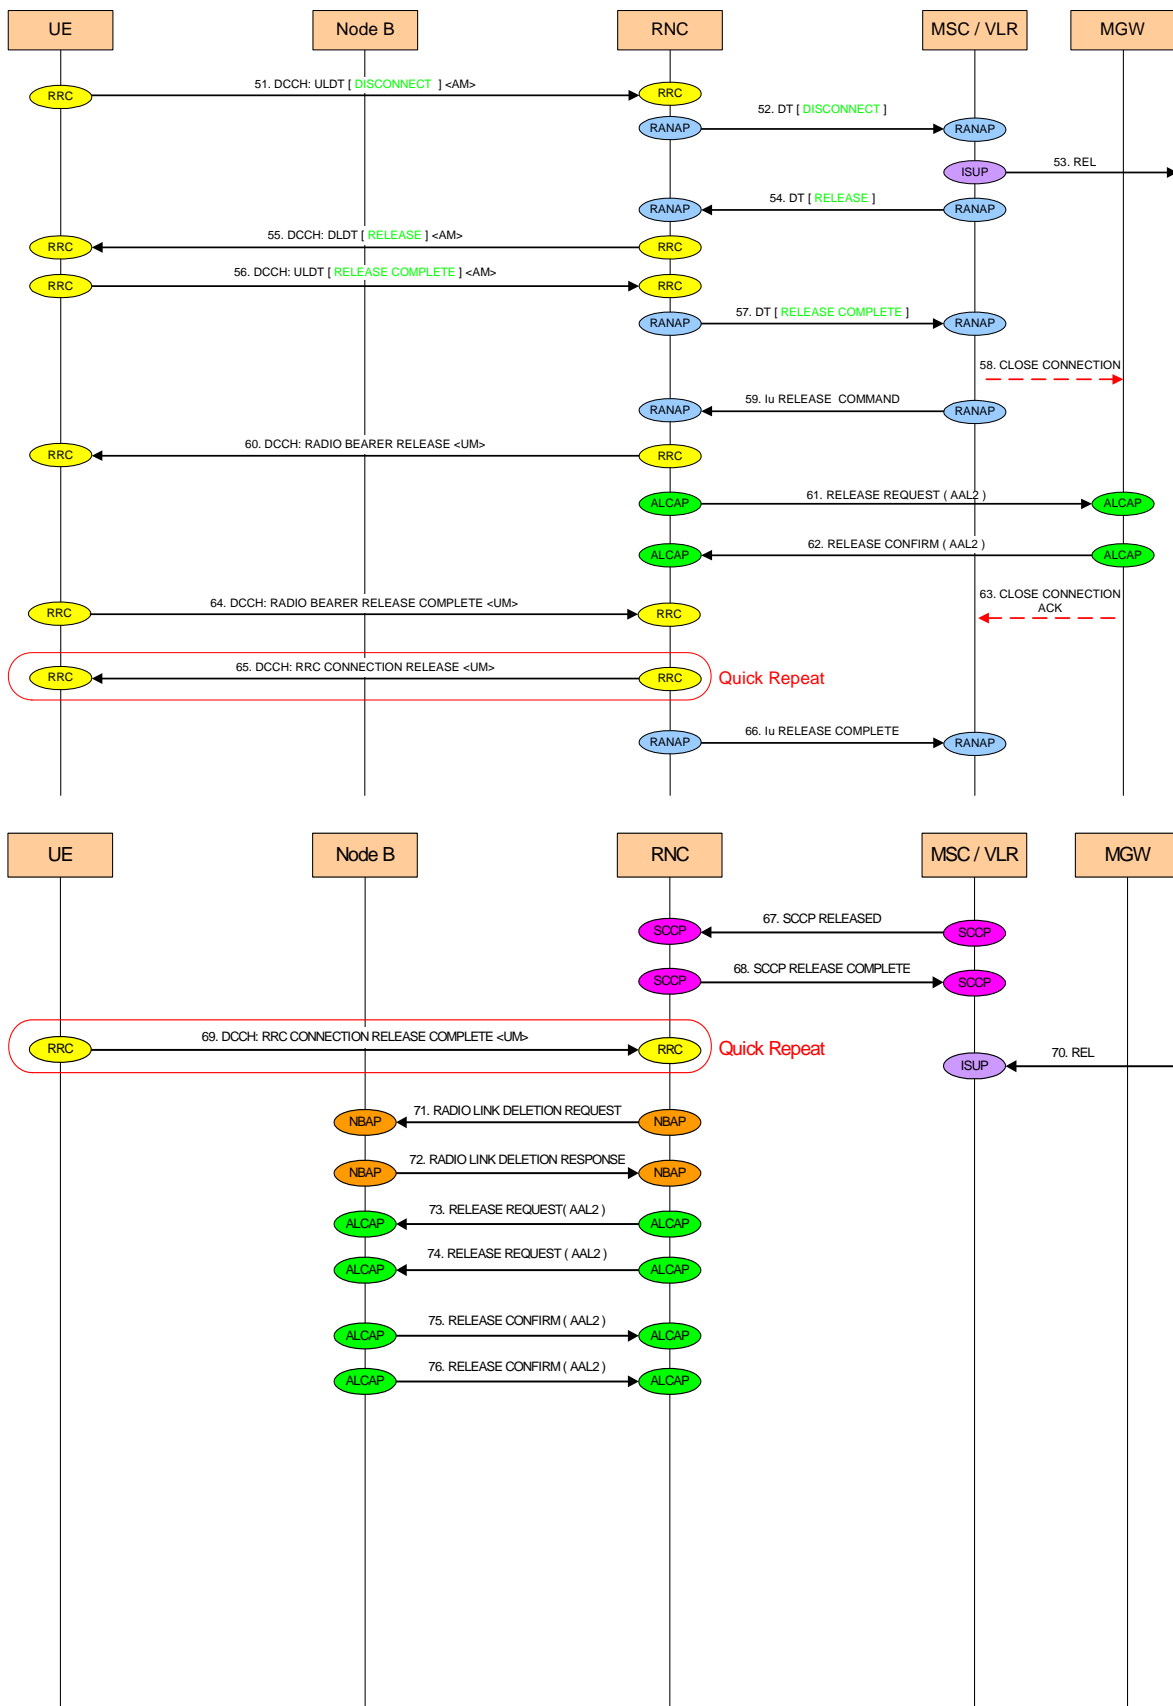 UE Node B RNC MSC / VLR MGW
51. DCCH: ULDT [ DISCONNECT ] <AM>
RRC RRC
52. DT [ DISCONNECT ]
RANAP RANAP
53. REL
ISUP
54. DT [ RELEASE ]
RANAP RANAP
55. DCCH: DLDT [ RELEASE ] <AM>
RRC RRC
56. DCCH: ULDT [ RELEASE COMPLETE ] <AM>
RRC RRC
57. DT [ RELEASE COMPLETE ]
RANAP RANAP
58. CLOSE CONNECTION
59. Iu RELEASE COMMAND
RANAP RANAP
60. DCCH: RADIO BEARER RELEASE <UM>
RRC RRC
61. RELEASE REQUEST ( AAL2 )
ALCAP ALCAP
62. RELEASE CONFIRM ( AAL2 )
ALCAP ALCAP
63. CLOSE CONNECTION
ACK
64. DCCH: RADIO BEARER RELEASE COMPLETE <UM>
RRC RRC
65. DCCH: RRC CONNECTION RELEASE <UM>
RRC RRC Quick Repeat
66. Iu RELEASE COMPLETE
RANAP RANAP
UE Node B RNC MSC / VLR MGW
67. SCCP RELEASED
SCCP SCCP
68. SCCP RELEASE COMPLETE
SCCP SCCP
69. DCCH: RRC CONNECTION RELEASE COMPLETE <UM>
RRC RRC Quick Repeat
70. REL
ISUP
71. RADIO LINK DELETION REQUEST
NBAP NBAP
72. RADIO LINK DELETION RESPONSE
NBAP NBAP
73. RELEASE REQUEST( AAL2 )
ALCAP ALCAP
74. RELEASE REQUEST ( AAL2 )
ALCAP ALCAP
75. RELEASE CONFIRM ( AAL2 )
ALCAP ALCAP
76. RELEASE CONFIRM ( AAL2 )
ALCAP ALCAP